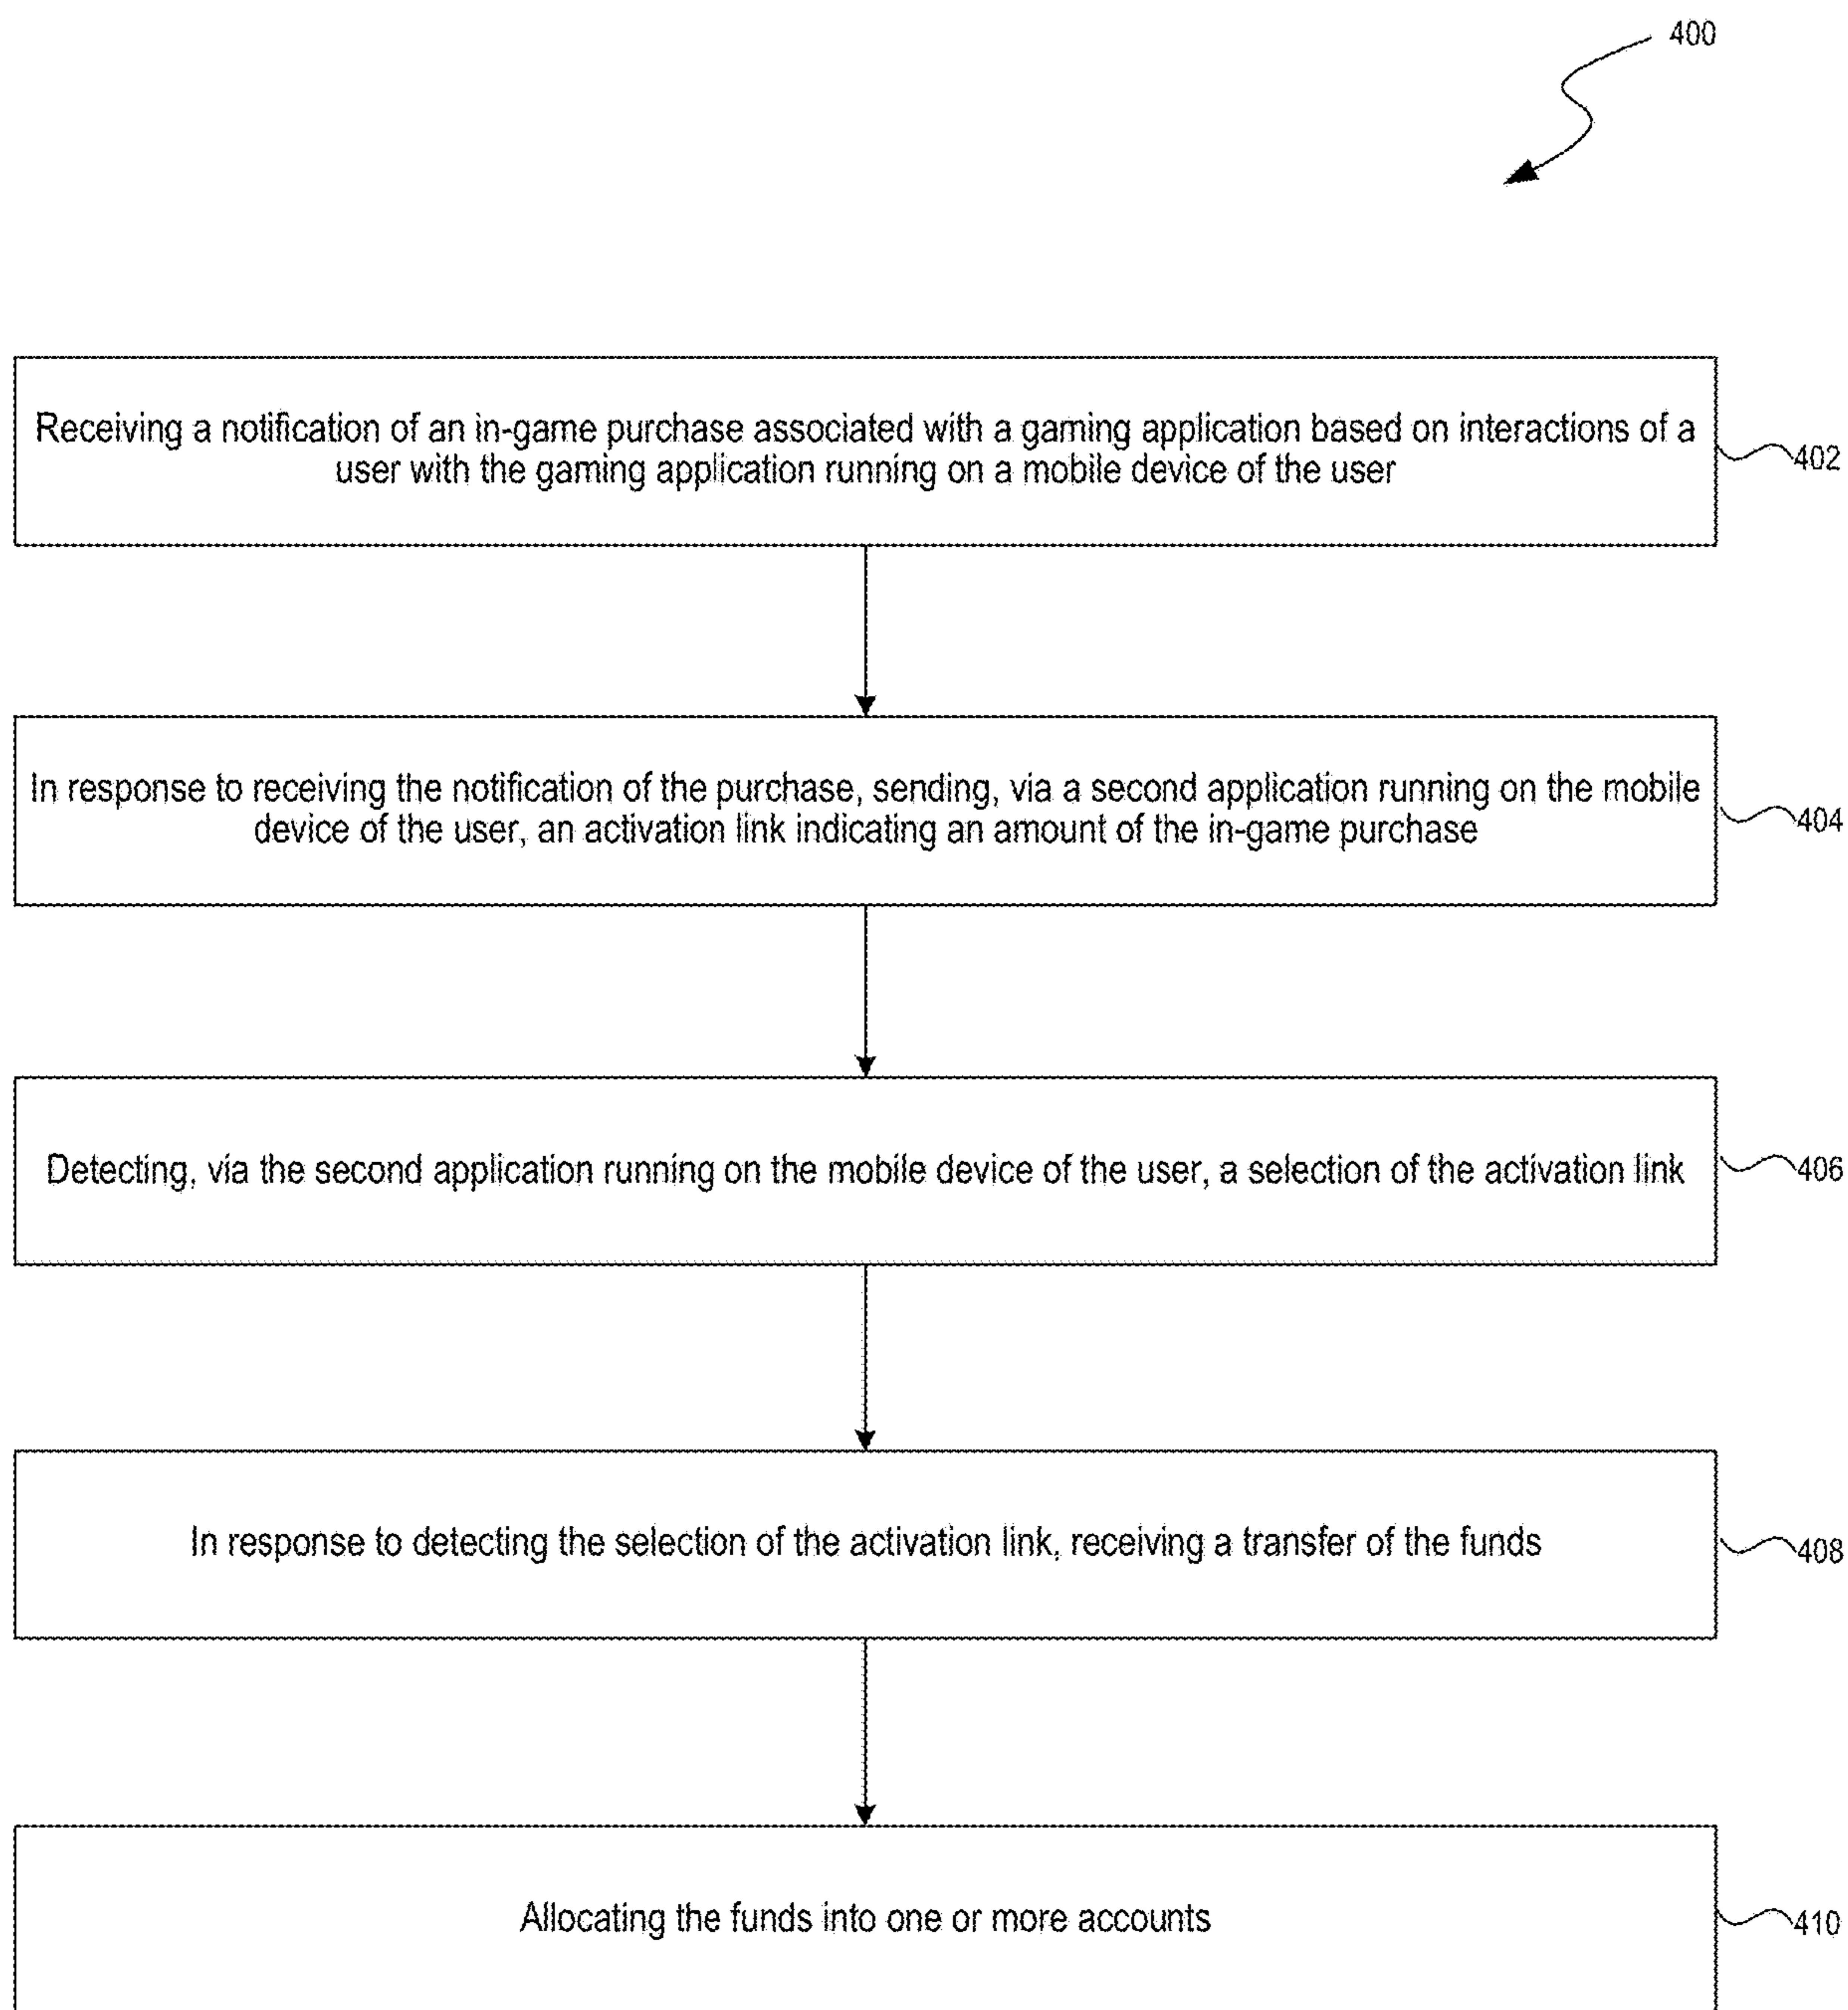 400
Receiving a notification of an in-game purchase associated with a gaming application based on interactions of a
user with the gaming application running on a mobile device of the user
402
In response to receiving the notification of the purchase, sending, via a second application running on the mobile
device of the user, an activation link indicating an amount of the in-game purchase
404
Detecting, via the second application running on the mobile device of the user, a selection of the activation link
406
In response to detecting the selection of the activation link, receiving a transfer of the funds
408
Allocating the funds into one or more accounts
410